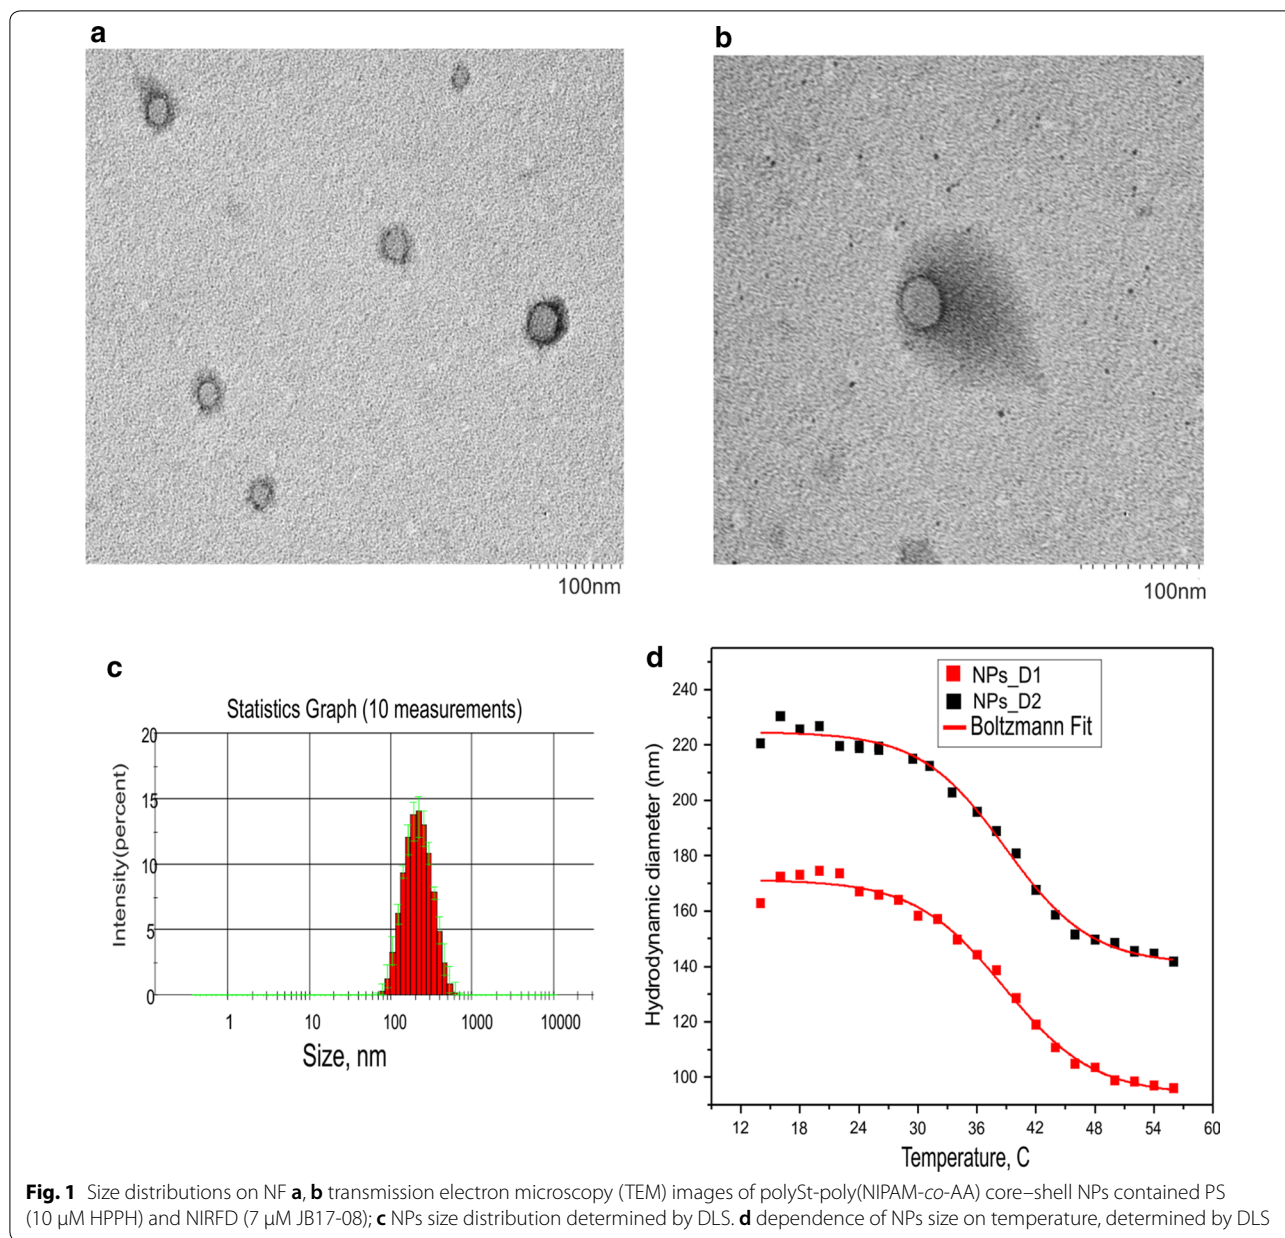 a
b
100nm
100nm
c
Statistics Graph (10 measurements)
Intensity(percent)
20
15
10
5
0
1 10 100 1000 10000
Size, nm
d
NPs_D1
NPs_D2
Boltzmann Fit
Hydrodynamic diameter (nm)
240
220
200
180
160
140
120
100
12 18 24 30 36 42 48 54 60
Temperature, C
Fig. 1 Size distributions on NF a, b transmission electron microscopy (TEM) images of polySt-poly(NIPAM-co-AA) core–shell NPs contained PS
(10 µM HPPH) and NIRFD (7 µM JB17-08); c NPs size distribution determined by DLS. d dependence of NPs size on temperature, determined by DLS